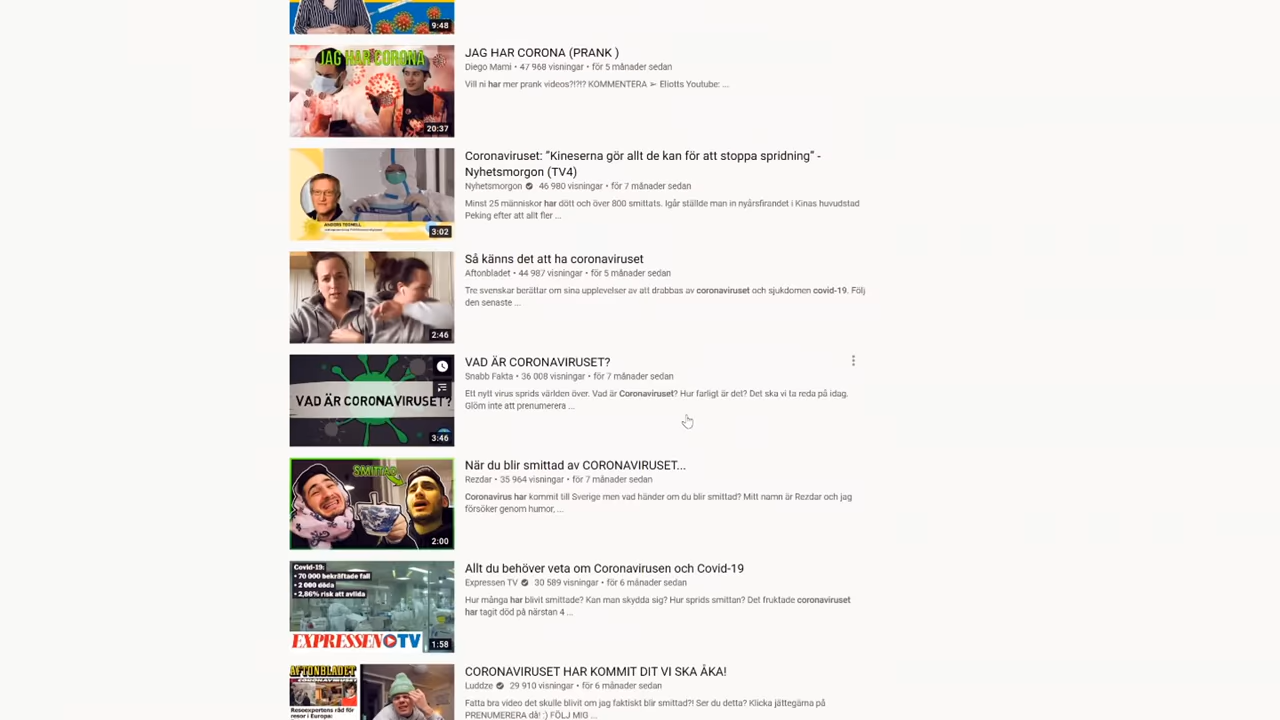 9:48
JAG HAR CORONA
20:37
JAG HAR CORONA (PRANK )
Diego Mami • 47 968 visningar • för 5 månader sedan
Vill ni har mer prank videos?!?!? KOMMENTERA ➢ Eliotts Youtube: ...
ANDERS TEGNELL
3:02
Coronaviruset: ”Kineserna gör allt de kan för att stoppa spridning” -
Nyhetsmorgon (TV4)
Nyhetsmorgon 46 980 visningar • för 7 månader sedan
Minst 25 människor har dött och över 800 smittats. Igår ställde man in nyårsfirandet i Kinas huvudstad
Peking efter att allt fler ...
2:46
Så känns det att ha coronaviruset
Aftonbladet • 44 987 visningar • för 5 månader sedan
Tre svenskar berättar om sina upplevelser av att drabbas av coronaviruset och sjukdomen covid-19. Följ
den senaste ...
VAD ÄR CORONAVIRUSET?
3:46
VAD ÄR CORONAVIRUSET?
Snabb Fakta • 36 008 visningar • för 7 månader sedan
Ett nytt virus sprids världen över. Vad är Coronaviruset? Hur farligt är det? Det ska vi ta reda på idag.
Glöm inte att prenumerera ...
SMITTAD
2:00
När du blir smittad av CORONAVIRUSET...
Rezdar • 35 964 visningar • för 7 månader sedan
Coronavirus har kommit till Sverige men vad händer om du blir smittad? Mitt namn är Rezdar och jag
försöker genom humor, ...
Covid-19:
• 70 000 bekräftade fall
• 2 000 döda
• 2,86% risk att avlida
EXPRESSEN TV
1:58
Allt du behöver veta om Coronavirusen och Covid-19
Expressen TV 30 589 visningar • för 6 månader sedan
Hur många har blivit smittade? Kan man skydda sig? Hur sprids smittan? Det fruktade coronaviruset
har tagit död på närstan 4 ...
AFTONBLADET
CORONAVIRUSET
Reseexpertens råd för
resor i Europa:
CORONAVIRUSET HAR KOMMIT DIT VI SKA ÅKA!
Luddze 29 910 visningar • för 6 månader sedan
Fatta bra video det skulle blivit om jag faktiskt blir smittad?! Ser du detta? Klicka jättegärna på
PRENUMERERA då! :) FÖLJ MIG ...